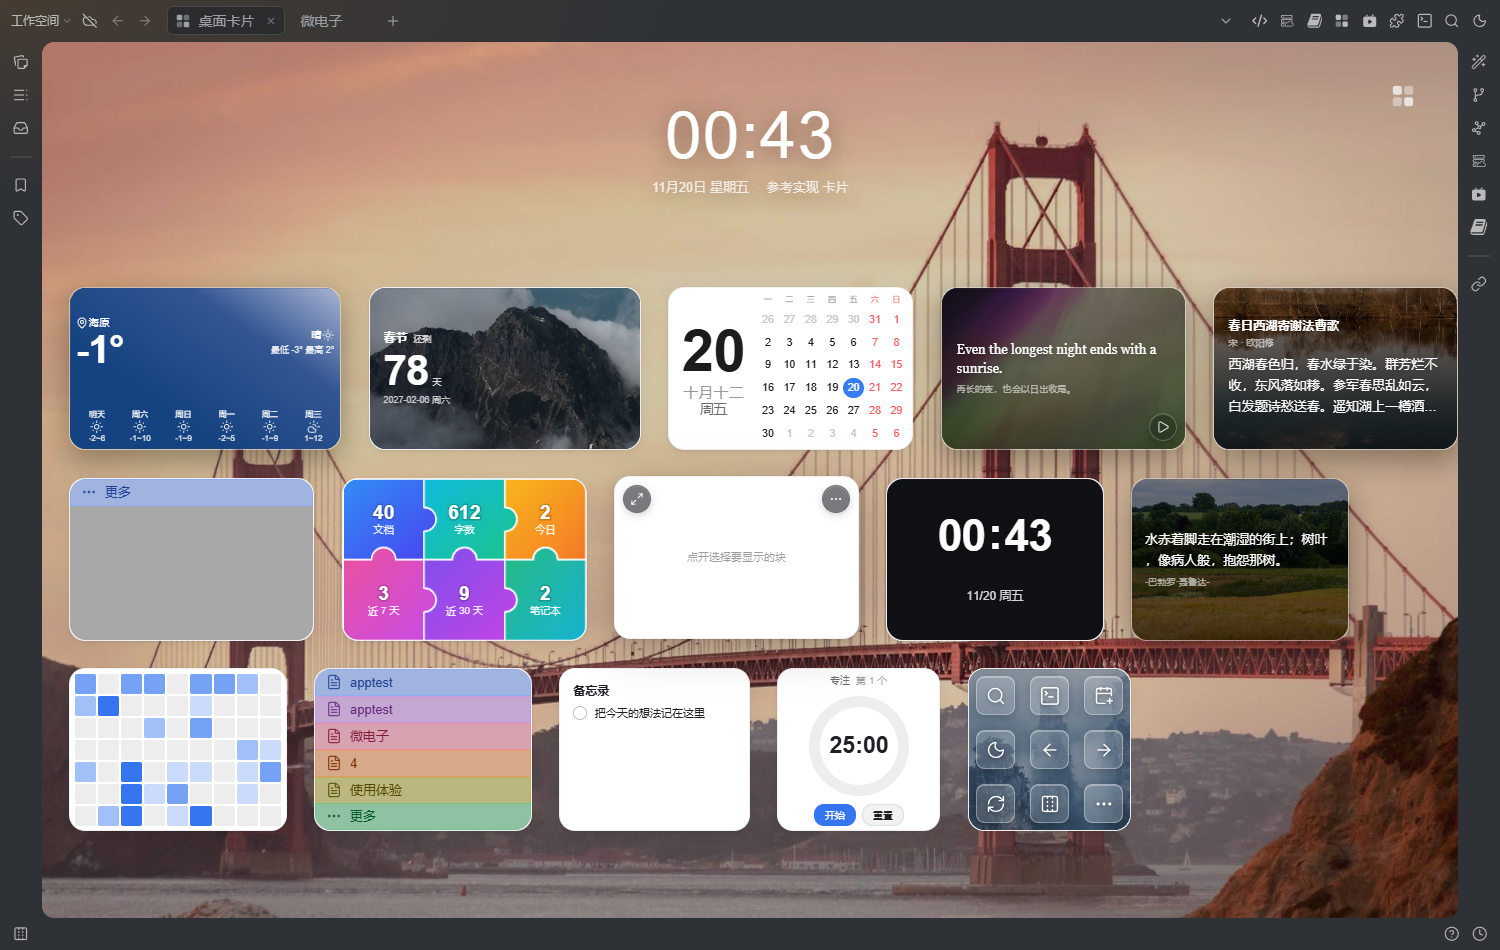 工作空间
桌面卡片
微电子
00:43
11月20日 星期五 · 参考实现 卡片
海原
-1°
晴
最低 -3° 最高 2°
明天 周六 周日 周一 周二 周三
-2~6 -1~10 -1~9 -2~5 -1~9 1~12
春节 还剩
78 天
2027-02-06 周六
20
十月十二
周五
一 二 三 四 五 六 日
26 27 28 29 30 31 1
2 3 4 5 6 7 8
9 10 11 12 13 14 15
16 17 18 19 20 21 22
23 24 25 26 27 28 29
30 1 2 3 4 5 6
Even the longest night ends with a
sunrise.
再长的夜，也会以日出收尾。
春日西湖寄谢法曹歌
宋 · 欧阳修
西湖春色归，春水绿于染。群芳烂不
收，东风落如糁。参军春思乱如云，
白发题诗愁送春。遥知湖上一樽酒...
更多
40
文档
612
字数
2
今日
3
近 7 天
9
近 30 天
2
笔记本
点开选择要显示的块
00:43
11/20 周五
水赤着脚走在潮湿的街上；树叶
，像病人般，抱怨那树。
-巴勃罗·聂鲁达-
apptest
apptest
微电子
4
使用体验
更多
备忘录
把今天的想法记在这里
专注 第 1 个
25:00
开始
重置